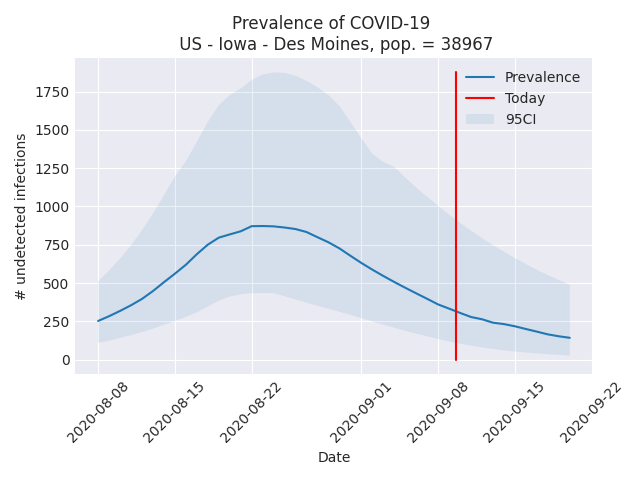 Prevalence of COVID-19
US - Iowa - Des Moines, pop. = 38967
Prevalence
Today
95CI
# undetected infections
1750
1500
1250
1000
750
500
250
0
2020-08-08
2020-08-15
2020-08-22
2020-09-01
2020-09-08
2020-09-15
2020-09-22
Date